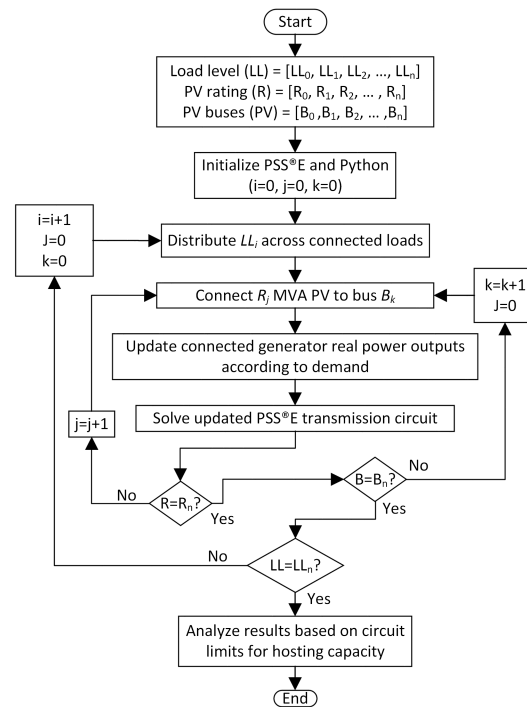 Start
Load level (LL) = [LL0, LL1, LL2, ..., LLn]
PV rating (R) = [R0, R1, R2, ... , Rn]
PV buses (PV) = [B0 ,B1, B2, ... ,Bn]
Initialize PSS®E and Python
(i=0, j=0, k=0)
i=i+1
J=0
k=0
Distribute LLi across connected loads
Connect Rj MVA PV to bus Bk
k=k+1
J=0
Update connected generator real power outputs
according to demand
Solve updated PSS®E transmission circuit
j=j+1
R=Rn?
No
Yes
B=Bn?
No
Yes
LL=LLn?
No
Yes
Analyze results based on circuit
limits for hosting capacity
End